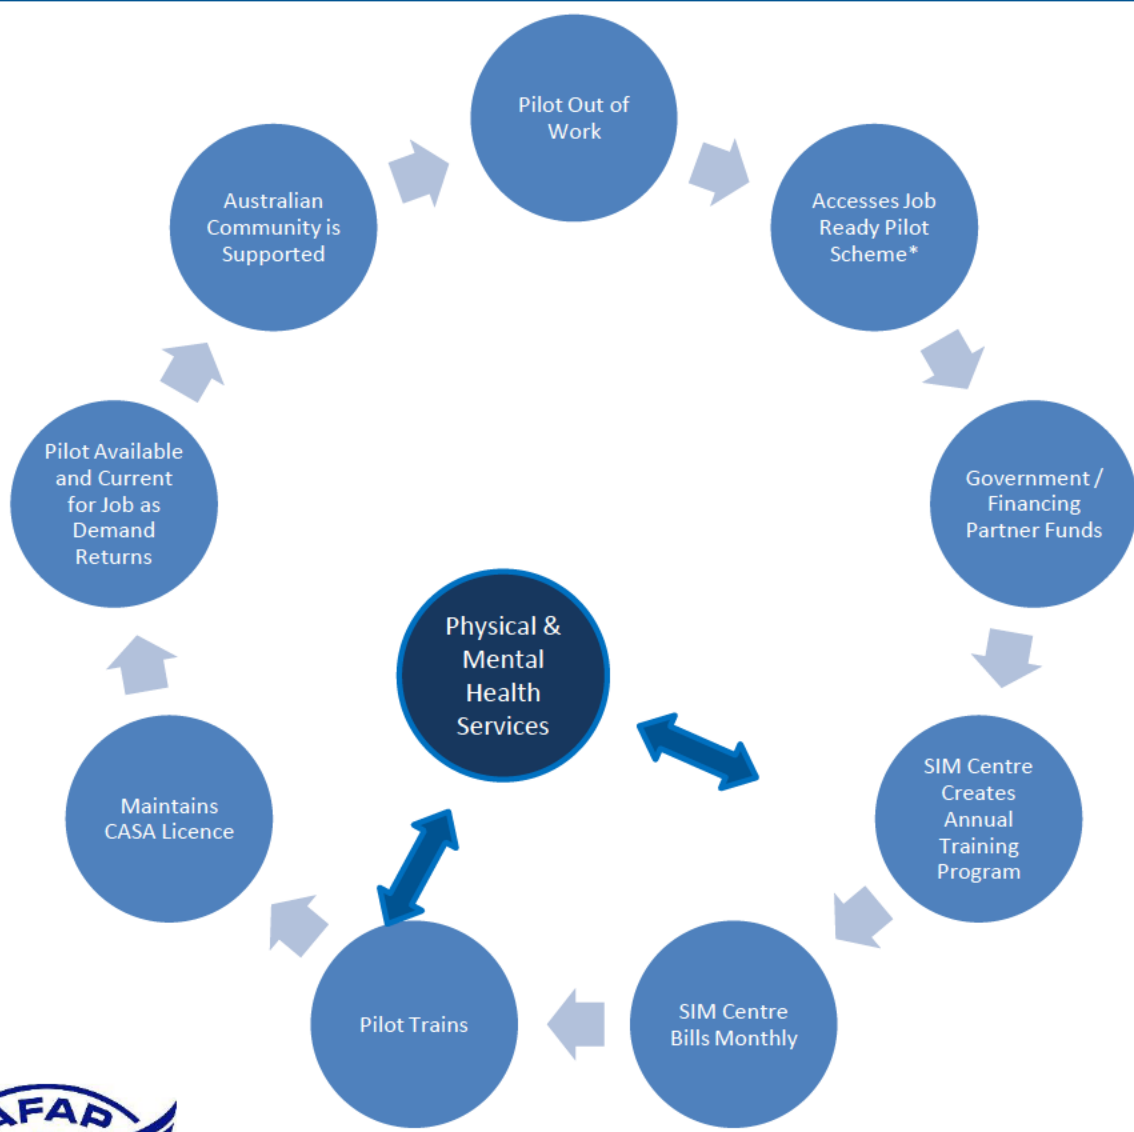 Pilot Out of
Work
Accesses Job
Ready Pilot
Scheme*
Government /
Financing
Partner Funds
SIM Centre
Creates
Annual
Training
Program
SIM Centre
Bills Monthly
Pilot Trains
Maintains
CASA Licence
Pilot Available
and Current
for Job as
Demand
Returns
Australian
Community is
Supported
Physical &
Mental
Health
Services
AFAP